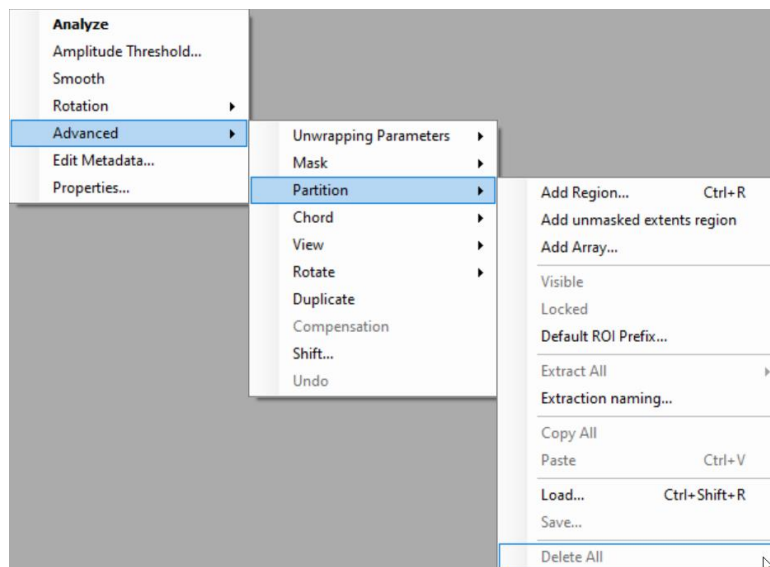 Analyze
Amplitude Threshold...
Smooth
Rotation
Advanced
Edit Metadata...
Properties...
Unwrapping Parameters
Mask
Partition
Chord
View
Rotate
Duplicate
Compensation
Shift...
Undo
Add Region... Ctrl+R
Add unmasked extents region
Add Array...
Visible
Locked
Default ROI Prefix...
Extract All
Extraction naming...
Copy All
Paste Ctrl+V
Load... Ctrl+Shift+R
Save...
Delete All